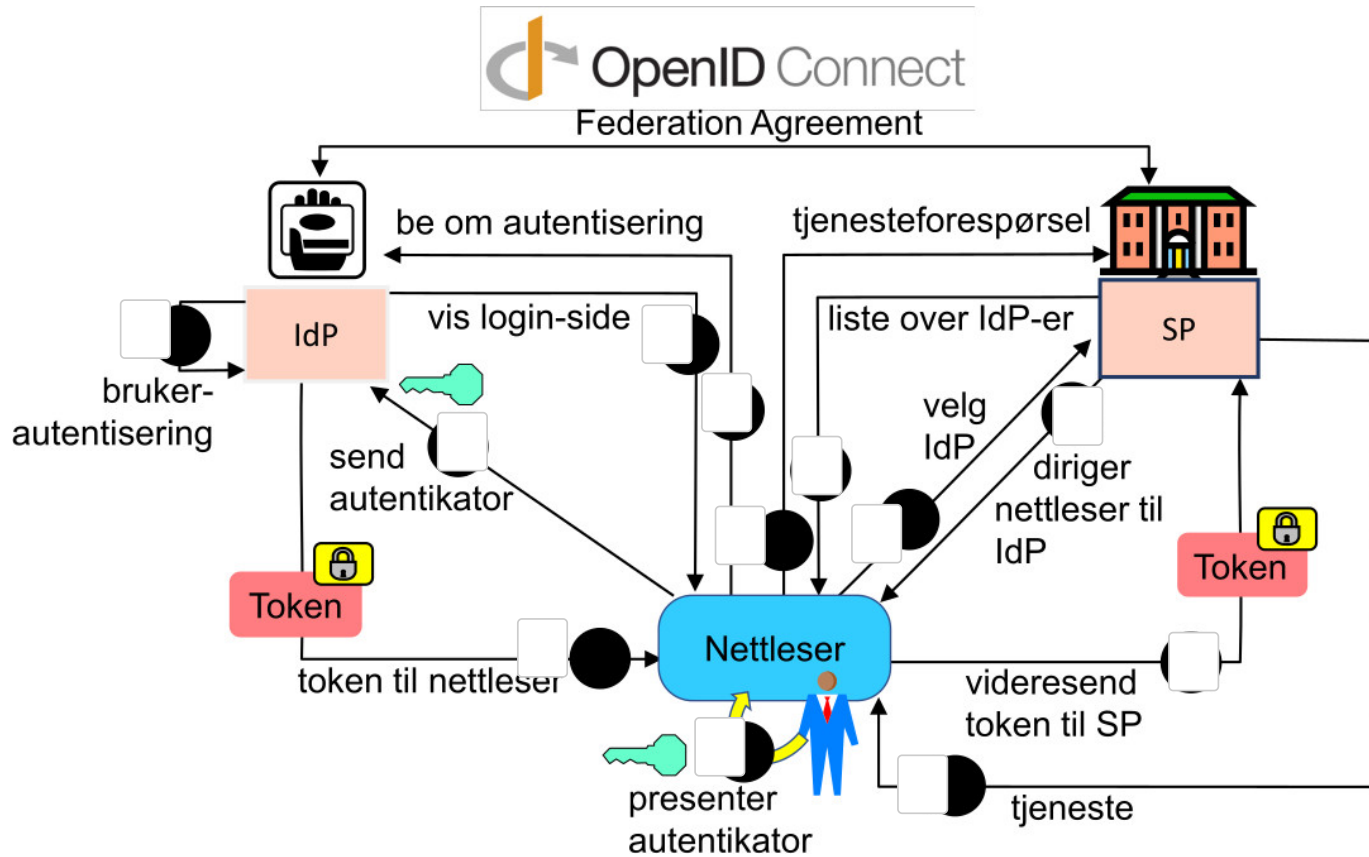 OpenID Connect
Federation Agreement
be om autentisering
tjenesteforespørsel
IdP
vis login-side
liste over IdP-er
SP
bruker-
autentisering
send
autentikator
velg
IdP
diriger
nettleser til
IdP
Token
Token
Nettleser
token til nettleser
videresend
token til SP
presenter
autentikator
tjeneste